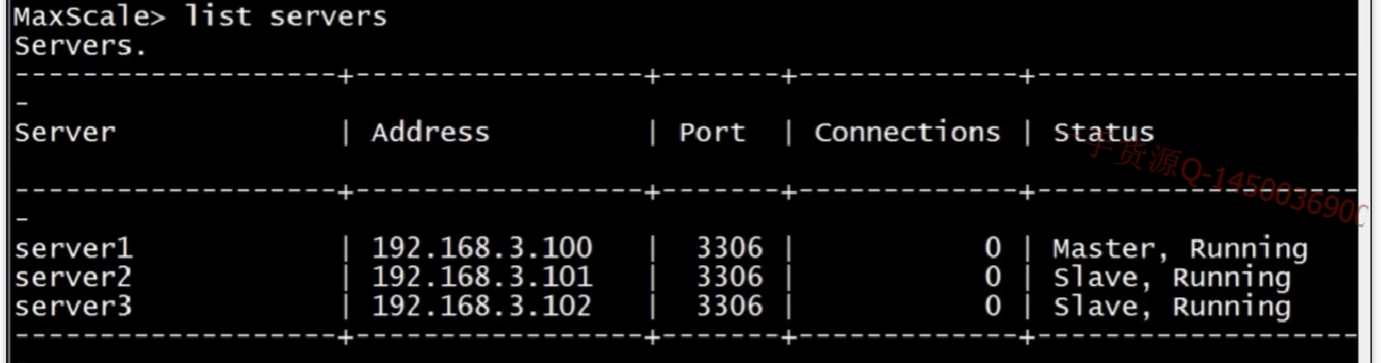 MaxScale> list servers
Servers.
-------------------+-----------------+-------+-------------+-------------------
-
Server             | Address         | Port  | Connections | Status
-------------------+-----------------+-------+-------------+-------------------
-
server1            | 192.168.3.100   |  3306 |           0 | Master, Running
server2            | 192.168.3.101   |  3306 |           0 | Slave, Running
server3            | 192.168.3.102   |  3306 |           0 | Slave, Running
-------------------+-----------------+-------+-------------+-------------------
手货源Q-145003690